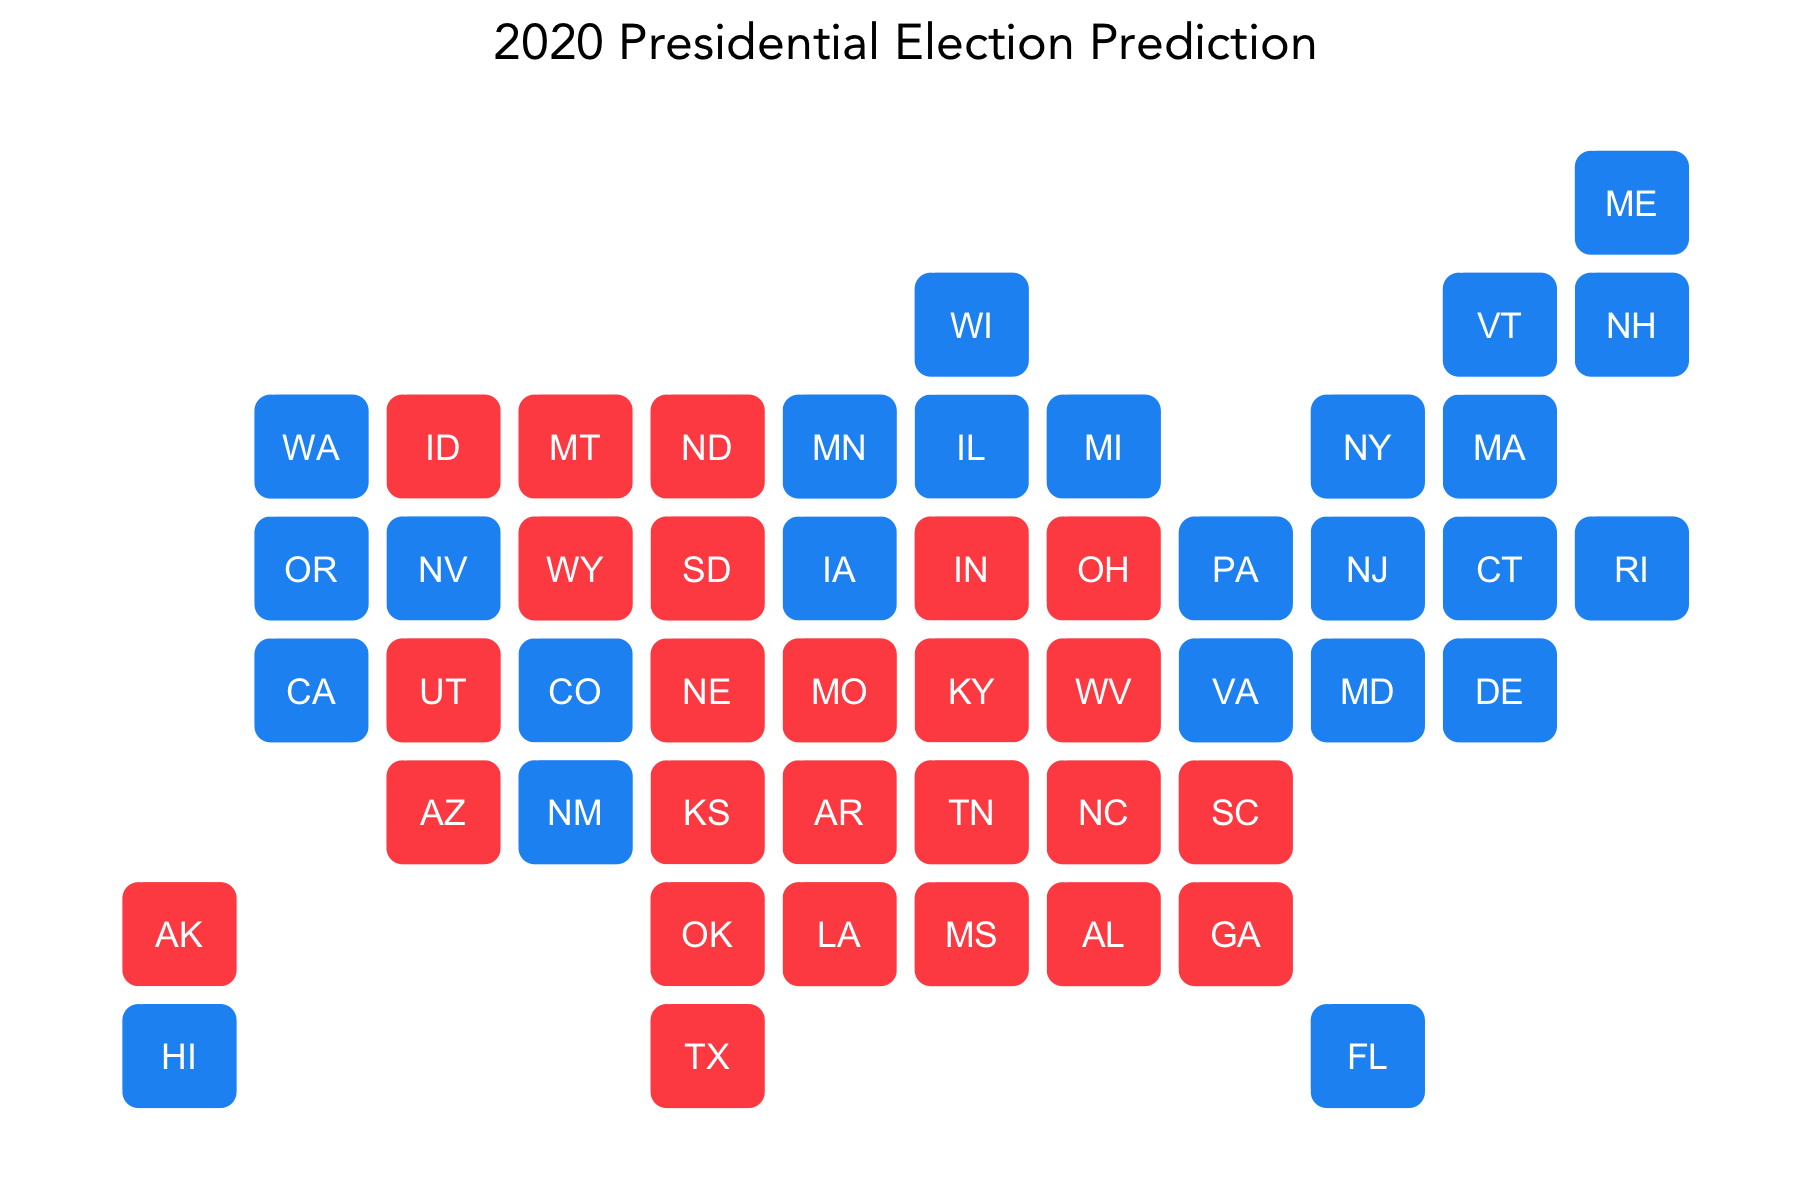 2020 Presidential Election Prediction
ME
WI VT NH
WA ID MT ND MN IL MI NY MA
OR NV WY SD IA IN OH PA NJ CT RI
CA UT CO NE MO KY WV VA MD DE
AZ NM KS AR TN NC SC
AK OK LA MS AL GA
HI TX FL